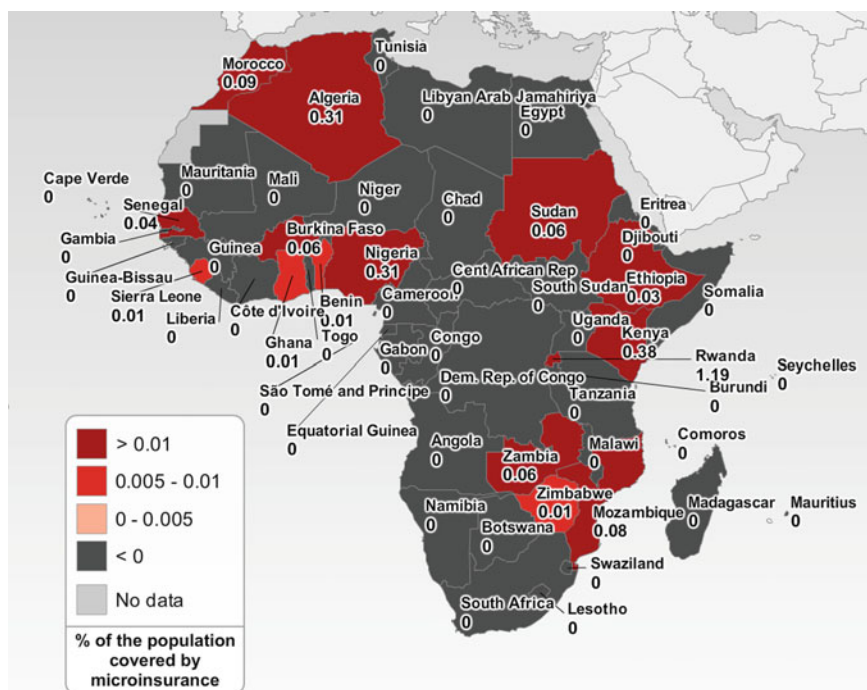 Tunisia
0
Morocco
0.09
Algeria
0.31
Libyan Arab Jamahiriya
0
Egypt
0
Mauritania
0
Mali
0
Niger
0
Chad
0
Cape Verde
0
Senegal
0.04
Gambia
0
Guinea-Bissau
0
Guinea
0
Sierra Leone
0.01
Liberia
0
Côte d'Ivoire
0
Burkina Faso
0.06
Ghana
0.01
Togo
0
Benin
0.01
Nigeria
0.31
Cameroon
0
Sudan
0.06
Eritrea
0
Djibouti
0
Ethiopia
0.03
Somalia
0
Cent African Rep
0
South Sudan
0
Uganda
0
Kenya
0.38
Rwanda
1.19
Burundi
0
Seychelles
0
Congo
0
Gabon
0
São Tomé and Principe
0
Equatorial Guinea
0
Dem. Rep. of Congo
0
Tanzania
0
Angola
0
Zambia
0.06
Malawi
0
Comoros
0
Zimbabwe
0.01
Mozambique
0.08
Madagascar
0
Mauritius
0
Namibia
0
Botswana
0
Swaziland
0
South Africa
0
Lesotho
0
> 0.01
0.005 - 0.01
0 - 0.005
< 0
No data
% of the population
covered by
microinsurance